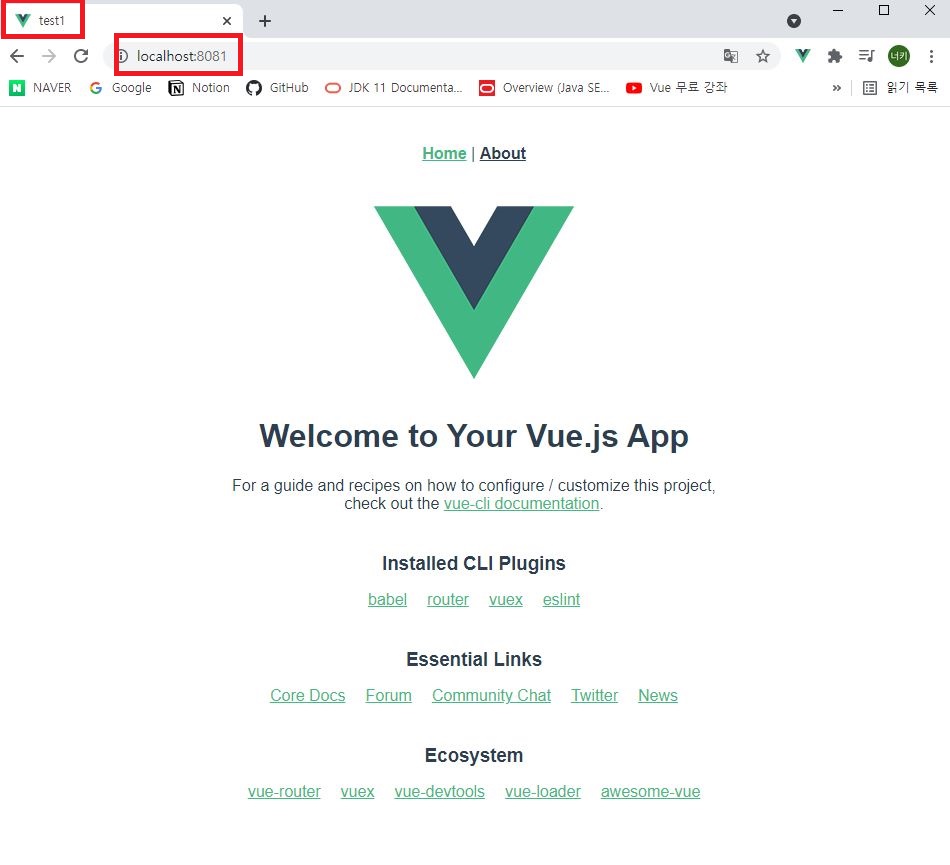 test1
localhost:8081
너키
NAVER Google Notion GitHub JDK 11 Documenta... Overview (Java SE... Vue 무료 강좌 » 읽기 목록
Home | About
Welcome to Your Vue.js App
For a guide and recipes on how to configure / customize this project,
check out the vue-cli documentation.
Installed CLI Plugins
babel router vuex eslint
Essential Links
Core Docs Forum Community Chat Twitter News
Ecosystem
vue-router vuex vue-devtools vue-loader awesome-vue